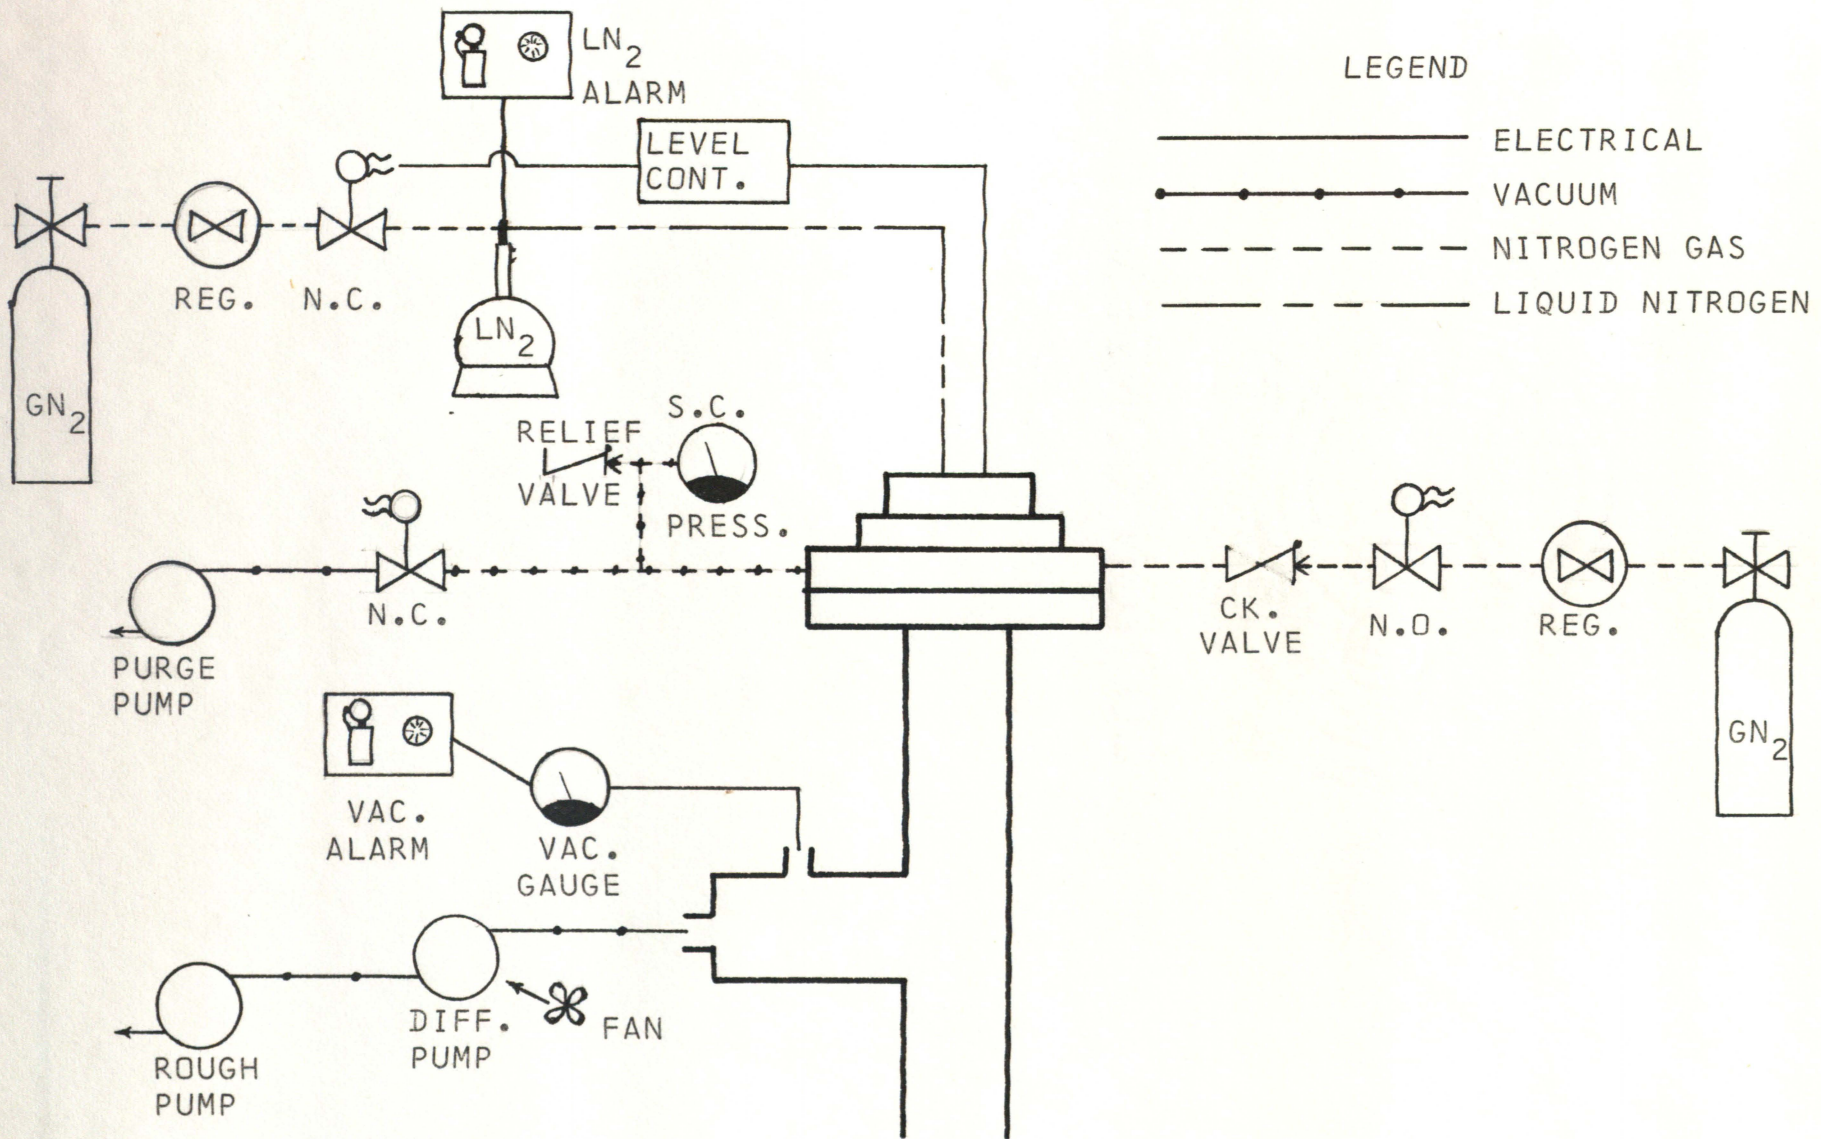 LN2
ALARM
LEVEL
CONT.
REG.
N.C.
LN2
GN2
LEGEND
ELECTRICAL
VACUUM
NITROGEN GAS
LIQUID NITROGEN
S.C.
PRESS.
RELIEF
VALVE
N.C.
PURGE
PUMP
CK.
VALVE
N.O.
REG.
GN2
VAC.
ALARM
VAC.
GAUGE
DIFF.
PUMP
FAN
ROUGH
PUMP